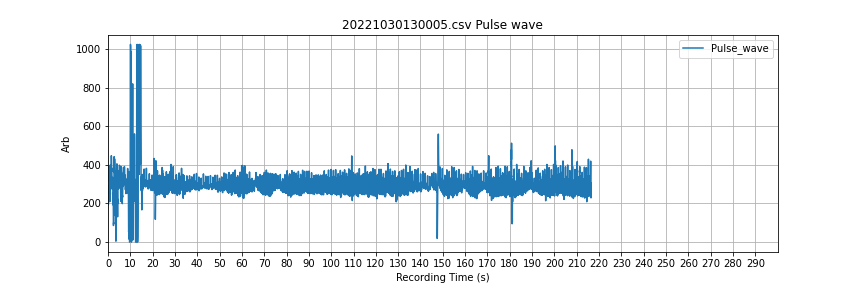 20221030130005.csv Pulse wave
Pulse_wave
1000
800
600
400
200
0
Arb
0 10 20 30 40 50 60 70 80 90 100 110 120 130 140 150 160 170 180 190 200 210 220 230 240 250 260 270 280 290
Recording Time (s)